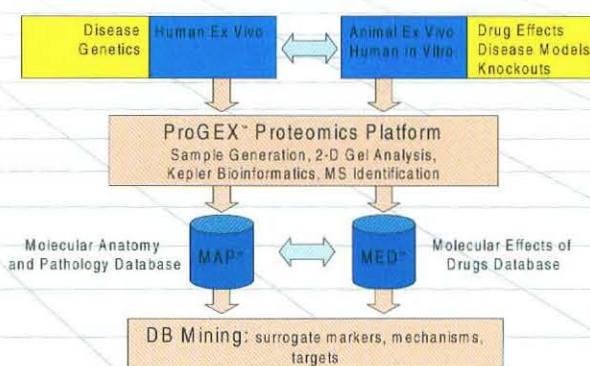 Disease
Genetics
Human Ex Vivo
Animal Ex Vivo
Human in Vitro
Drug Effects
Disease Models
Knockouts
ProGEX™ Proteomics Platform
Sample Generation, 2-D Gel Analysis,
Kepler Bioinformatics, MS Identification
Molecular Anatomy
and Pathology Database
MAP™
MED™
Molecular Effects of
Drugs Database
DB Mining: surrogate markers, mechanisms,
targets